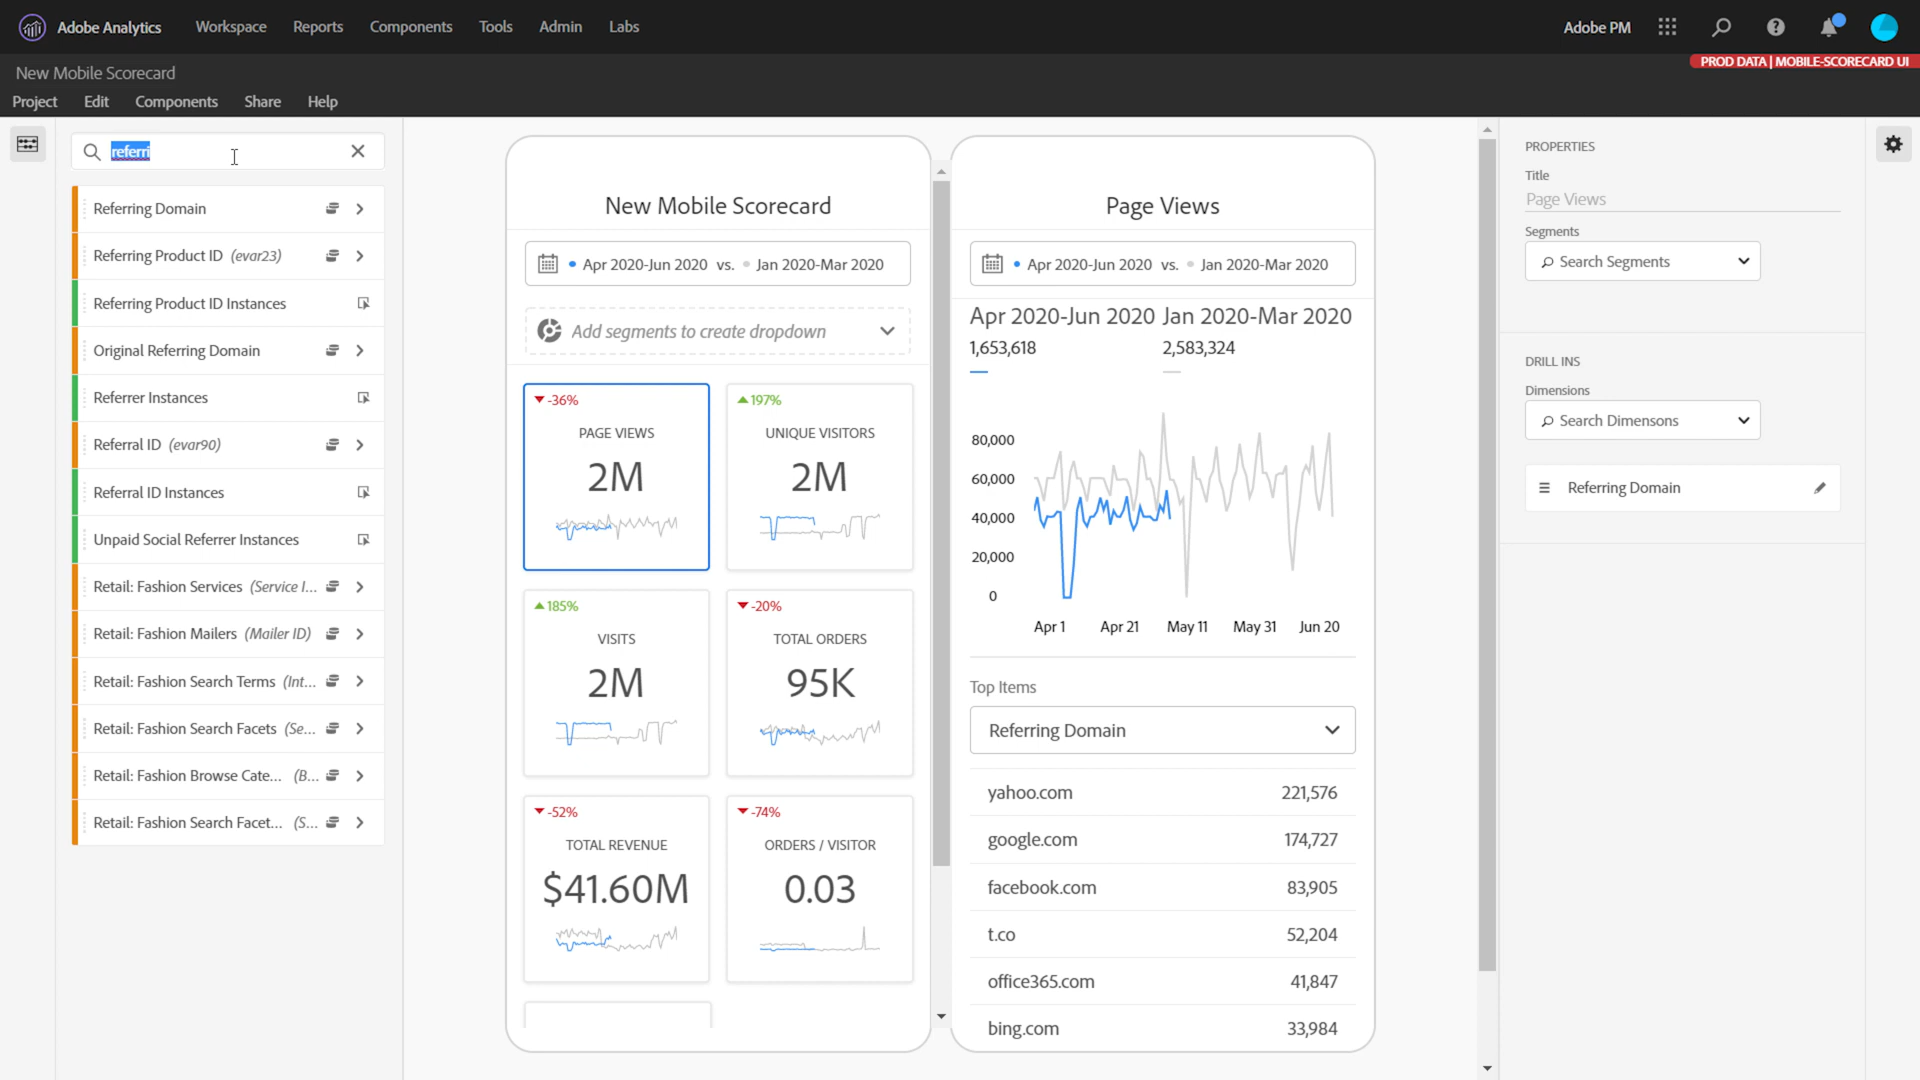 Adobe Analytics
Workspace
Reports
Components
Tools
Admin
Labs
Adobe PM
New Mobile Scorecard
PROD DATA | MOBILE-SCORECARD UI
Project
Edit
Components
Share
Help
referri
Referring Domain
Referring Product ID (evar23)
Referring Product ID Instances
Original Referring Domain
Referrer Instances
Referral ID (evar90)
Referral ID Instances
Unpaid Social Referrer Instances
Retail: Fashion Services (Service I...
Retail: Fashion Mailers (Mailer ID)
Retail: Fashion Search Terms (Int...
Retail: Fashion Search Facets (Se...
Retail: Fashion Browse Cate... (B...
Retail: Fashion Search Facet... (S...
New Mobile Scorecard
Apr 2020-Jun 2020 vs. Jan 2020-Mar 2020
Add segments to create dropdown
-36%
PAGE VIEWS
2M
197%
UNIQUE VISITORS
2M
185%
VISITS
2M
-20%
TOTAL ORDERS
95K
-52%
TOTAL REVENUE
$41.60M
-74%
ORDERS / VISITOR
0.03
Page Views
Apr 2020-Jun 2020 vs. Jan 2020-Mar 2020
Apr 2020-Jun 2020 Jan 2020-Mar 2020
1,653,618 2,583,324
80,000
60,000
40,000
20,000
0
Apr 1 Apr 21 May 11 May 31 Jun 20
Top Items
Referring Domain
yahoo.com 221,576
google.com 174,727
facebook.com 83,905
t.co 52,204
office365.com 41,847
bing.com 33,984
PROPERTIES
Title
Page Views
Segments
Search Segments
DRILL INS
Dimensions
Search Dimensons
Referring Domain